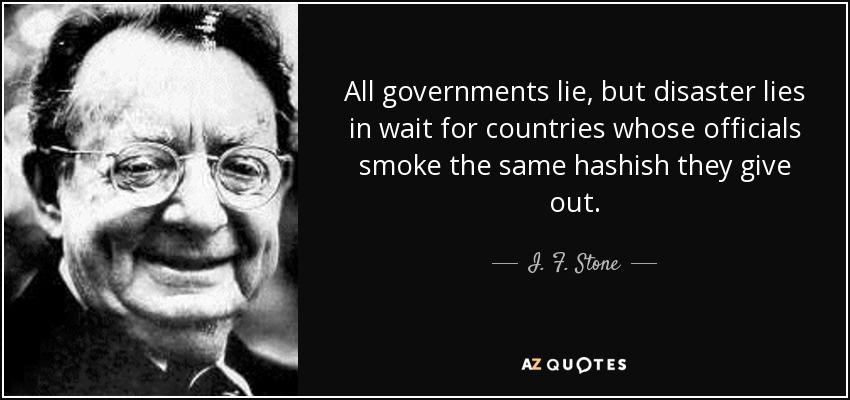 All governments lie, but disaster lies
in wait for countries whose officials
smoke the same hashish they give
out.
I. F. Stone
AZ QUOTES